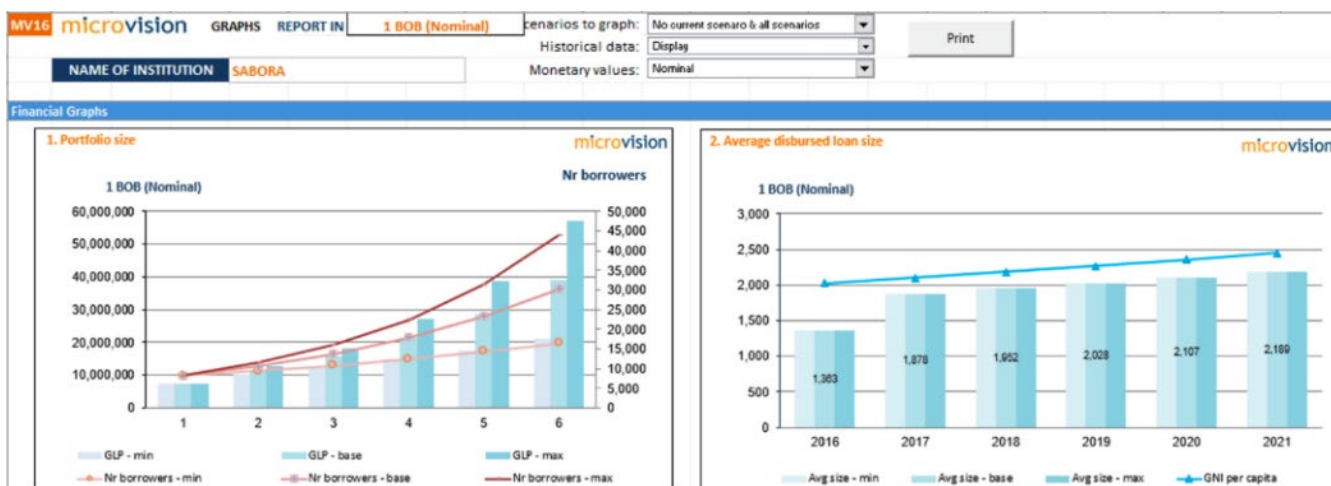 MV16 microvision GRAPHS REPORT IN 1 BOB (Nominal) cenarios to graph: No current scenaro & all scenarios
Historical data: Display
Print
NAME OF INSTITUTION SABORA Monetary values: Nominal
Financial Graphs
1. Portfolio size microvision
1 BOB (Nominal) Nr borrowers
60,000,000 50,000
50,000,000 45,000
40,000,000 40,000
30,000,000 35,000
20,000,000 30,000
10,000,000 25,000
0 20,000
15,000
10,000
5,000
0
1 2 3 4 5 6
GLP - min GLP - base GLP - max
Nr borrowers - min Nr borrowers - base Nr borrowers - max
2. Average disbursed loan size microvision
1 BOB (Nominal)
3,000
2,500
2,000
1,500
1,000
500
0
1,363 1,878 1,952 2,028 2,107 2,189
2016 2017 2018 2019 2020 2021
Avg size - min Avg size - base Avg size - max GNI per capita